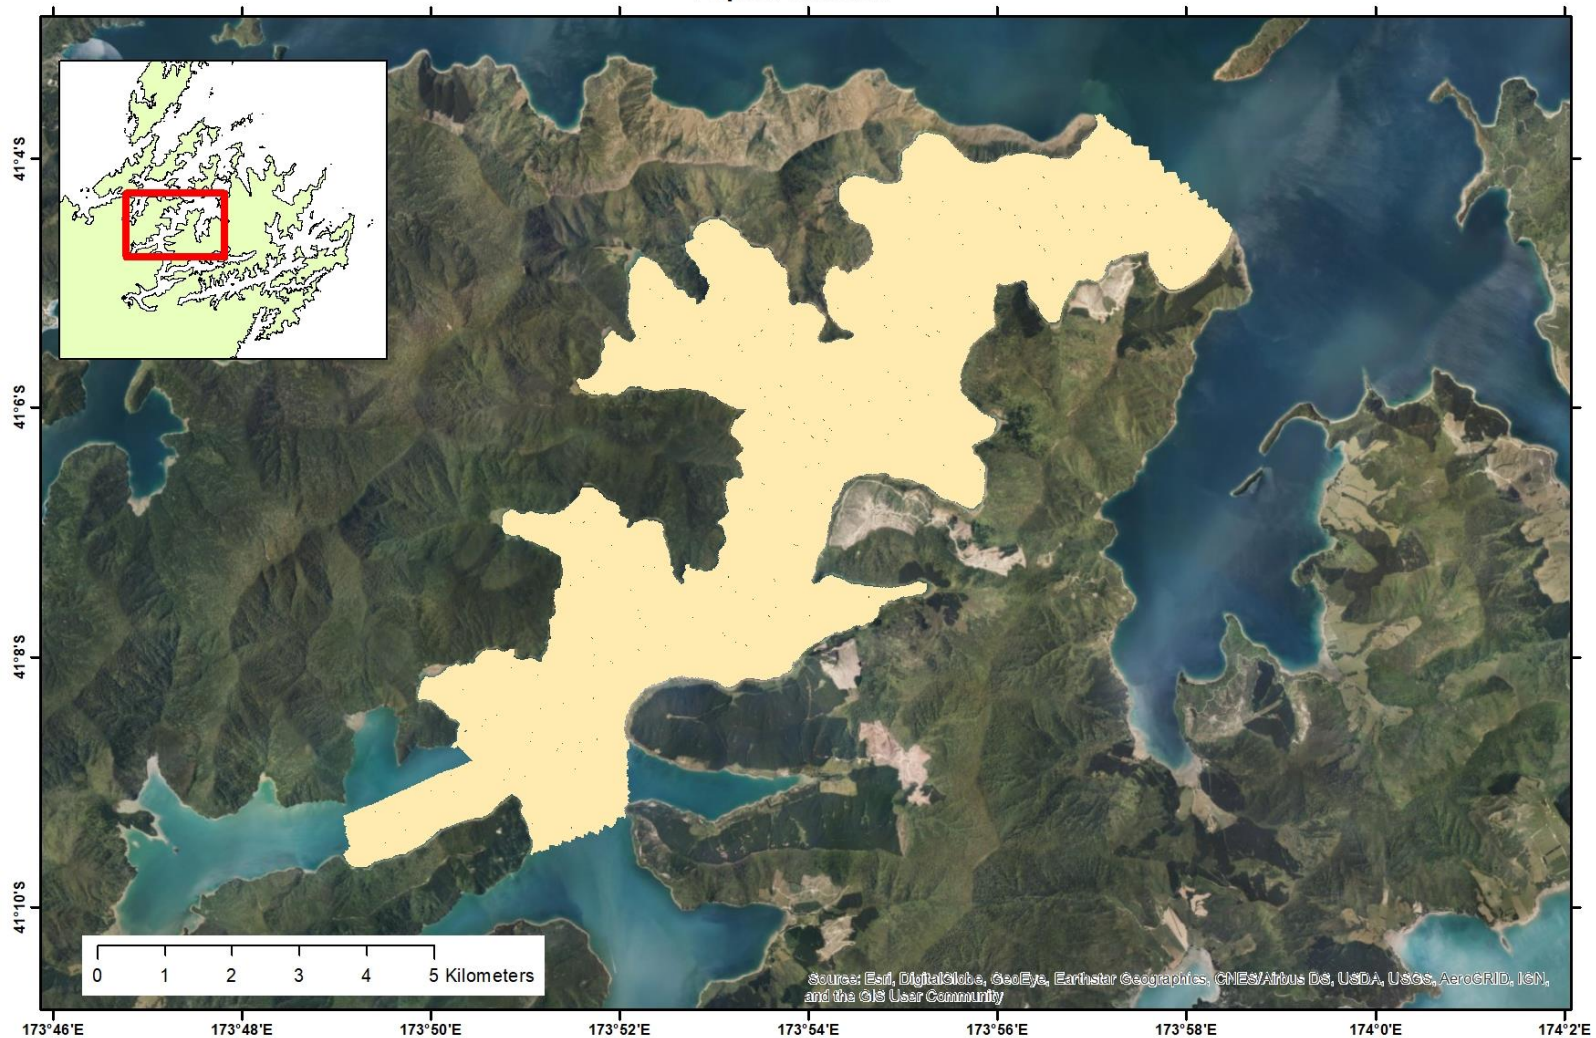 41°4'S
41°6'S
41°8'S
41°10'S
0 1 2 3 4 5 Kilometers
Source: Esri, DigitalGlobe, GeoEye, Earthstar Geographics, CNES/Airbus DS, USDA, USGS, AeroGRID, IGN,
and the GIS User Community
173°46'E 173°48'E 173°50'E 173°52'E 173°54'E 173°56'E 173°58'E 174°0'E 174°2'E